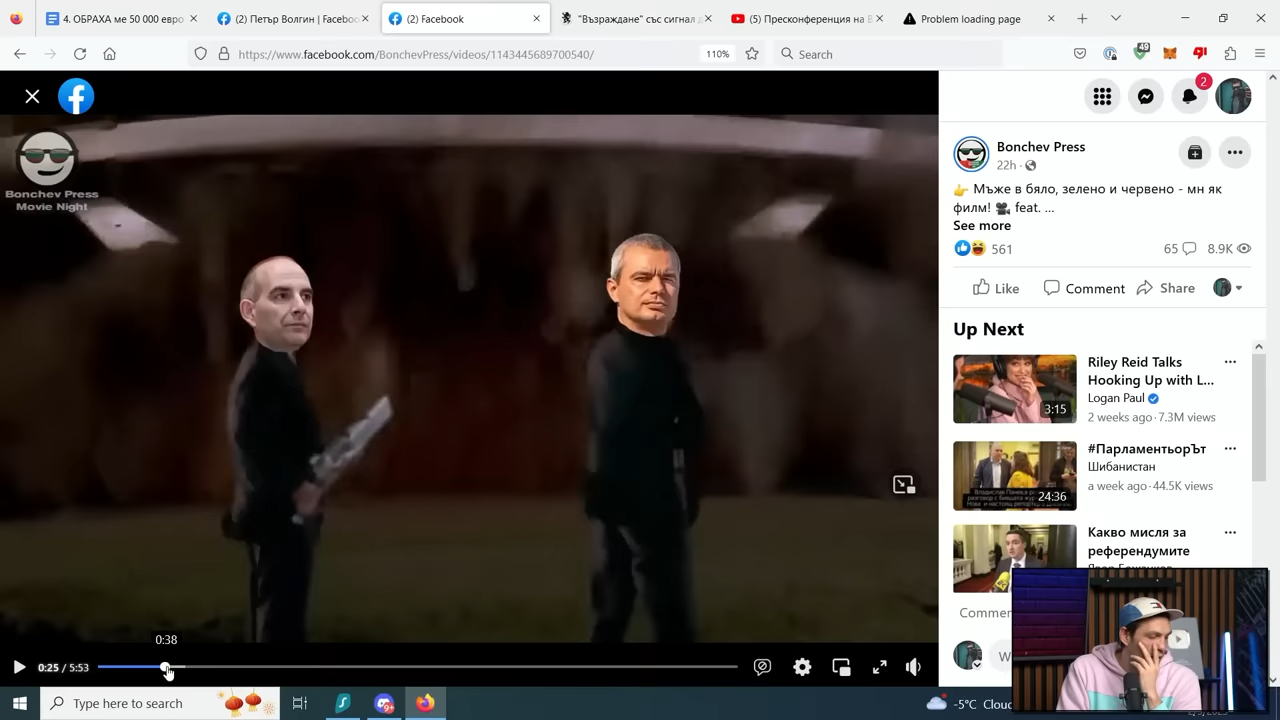 4. ОБРАХА ме 50 000 евро
(2) Петър Волгин | Facebook
(2) Facebook
"Възраждане" със сигнал д
(5) Пресконференция на В
Problem loading page
https://www.facebook.com/BonchevPress/videos/1143445689700540/
110%
Search
49
2
Bonchev Press
Movie Night
Bonchev Press
22h
Мъже в бяло, зелено и червено - мн як
филм! feat. ...
See more
561
65
8.9K
Like
Comment
Share
Up Next
Riley Reid Talks
Hooking Up with L...
Logan Paul
2 weeks ago · 7.3M views
3:15
#ПарламентьорЪт
Шибанистан
a week ago · 44.5K views
24:36
Какво мисля за
референдумите
Comme
W
0:38
0:25 / 5:53
Type here to search
-5°C